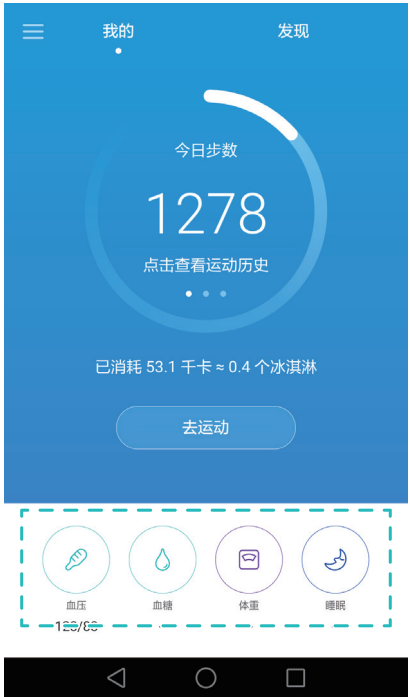 我的
发现
今日步数
1278
点击查看运动历史
已消耗 53.1 千卡 ≈ 0.4 个冰淇淋
去运动
血压
血糖
体重
睡眠